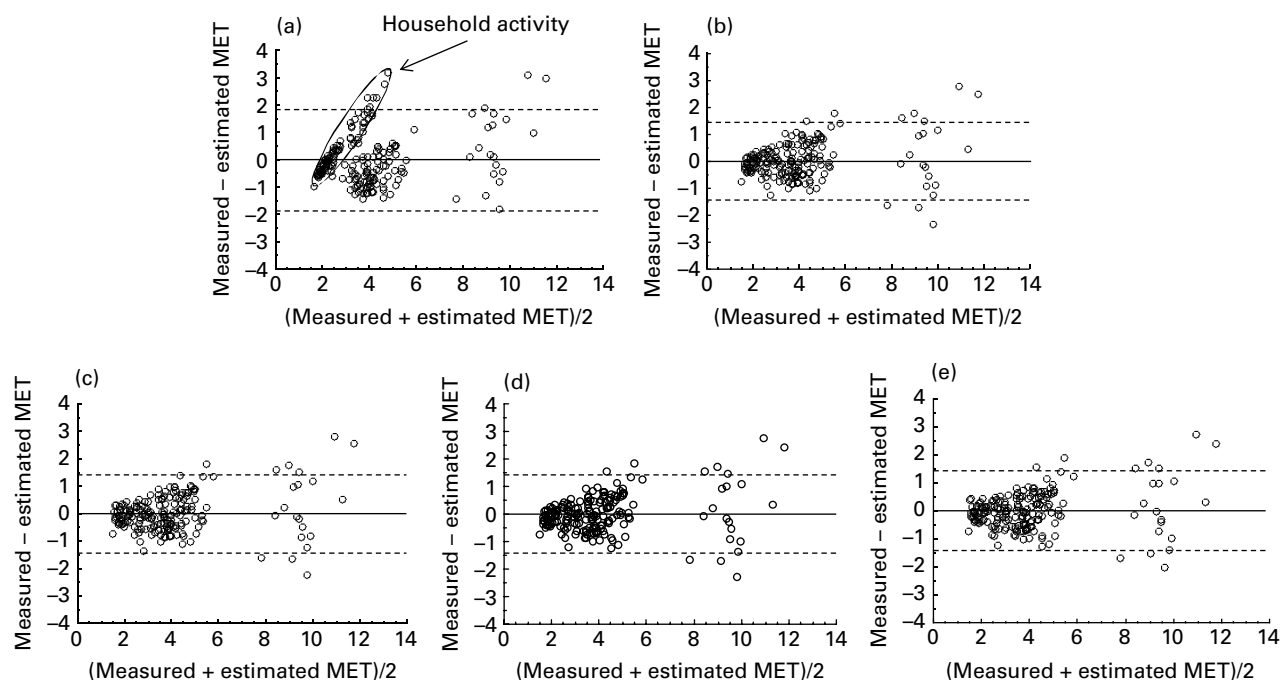 (a)
Household activity
Measured – estimated MET
4
3
2
1
0
–1
–2
–3
–4
0 2 4 6 8 10 12 14
(Measured + estimated MET)/2
(b)
Measured – estimated MET
4
3
2
1
0
–1
–2
–3
–4
0 2 4 6 8 10 12 14
(Measured + estimated MET)/2
(c)
Measured – estimated MET
4
3
2
1
0
–1
–2
–3
–4
0 2 4 6 8 10 12 14
(Measured + estimated MET)/2
(d)
Measured – estimated MET
4
3
2
1
0
–1
–2
–3
–4
0 2 4 6 8 10 12 14
(Measured + estimated MET)/2
(e)
Measured – estimated MET
4
3
2
1
0
–1
–2
–3
–4
0 2 4 6 8 10 12 14
(Measured + estimated MET)/2